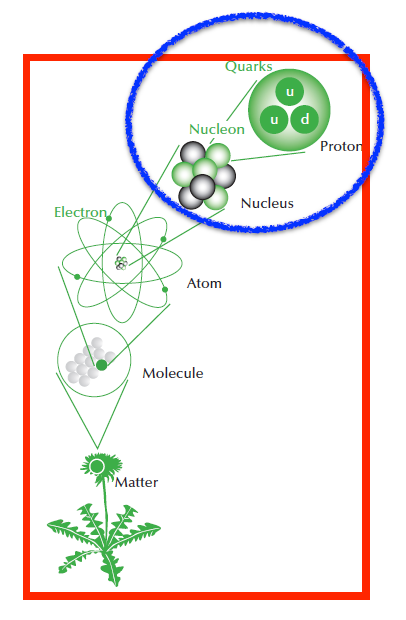 Quarks
u
u d
Nucleon
Proton
Nucleus
Electron
Atom
Molecule
Matter